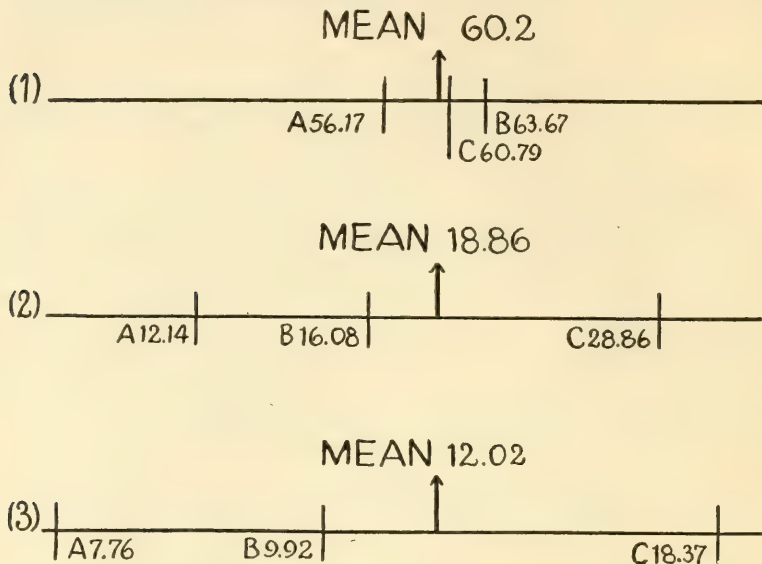 MEAN 60.2
(1)
A56.17 B63.67
C60.79
MEAN 18.86
(2)
A12.14 B16.08 C28.86
MEAN 12.02
(3)
A7.76 B9.92 C18.37